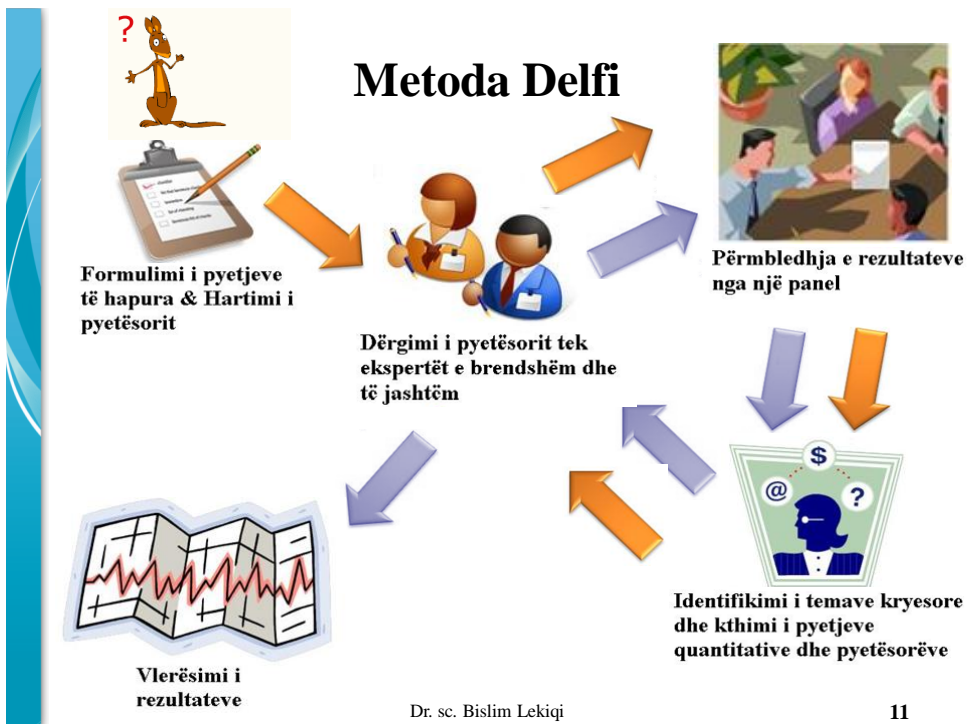 ?
Metoda Delfi
Formulimi i pyetjeve
të hapura & Hartimi i
pyetësorit
Dërgimi i pyetësorit tek
ekspertët e brendshëm dhe
të jashtëm
Përmbledhja e rezultateve
nga një panel
$
@
?
Identifikimi i temave kryesore
dhe kthimi i pyetjeve
quantitative dhe pyetësorëve
Vlerësimi i
rezultateve
Dr. sc. Bislim Lekiqi
11